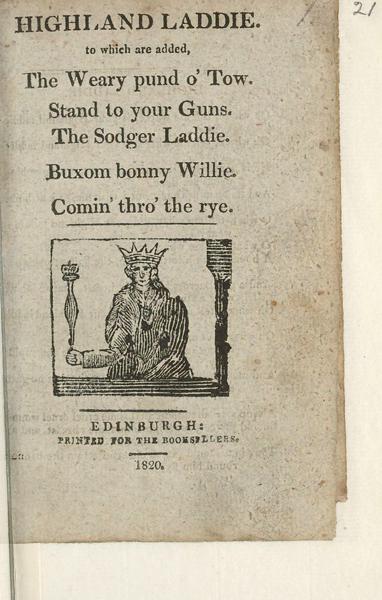 21
HIGHLAND LADDIE.
to which are added,
The Weary pund o' Tow.
Stand to your Guns.
The Sodger Laddie.
Buxom bonny Willie.
Comin' thro' the rye.
EDINBURGH:
PRINTED FOR THE BOOKSELLERS.
1820.